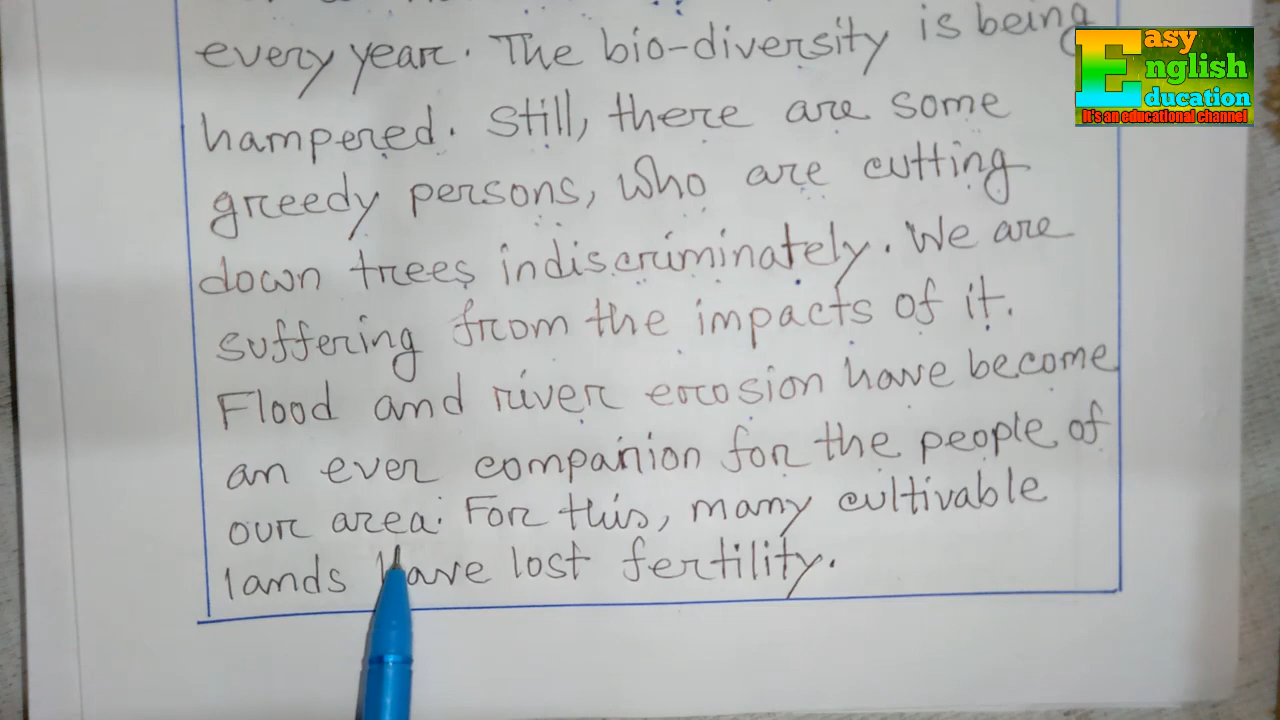 every year. The bio-diversity is being
hampered. Still, there are some
greedy persons, who are cutting
down trees indiscriminately. We are
suffering from the impacts of it.
Flood and river erosion have become
an ever companion for the people of
our area. For this, many cultivable
lands have lost fertility.
Easy
English
Education
It's an educational channel